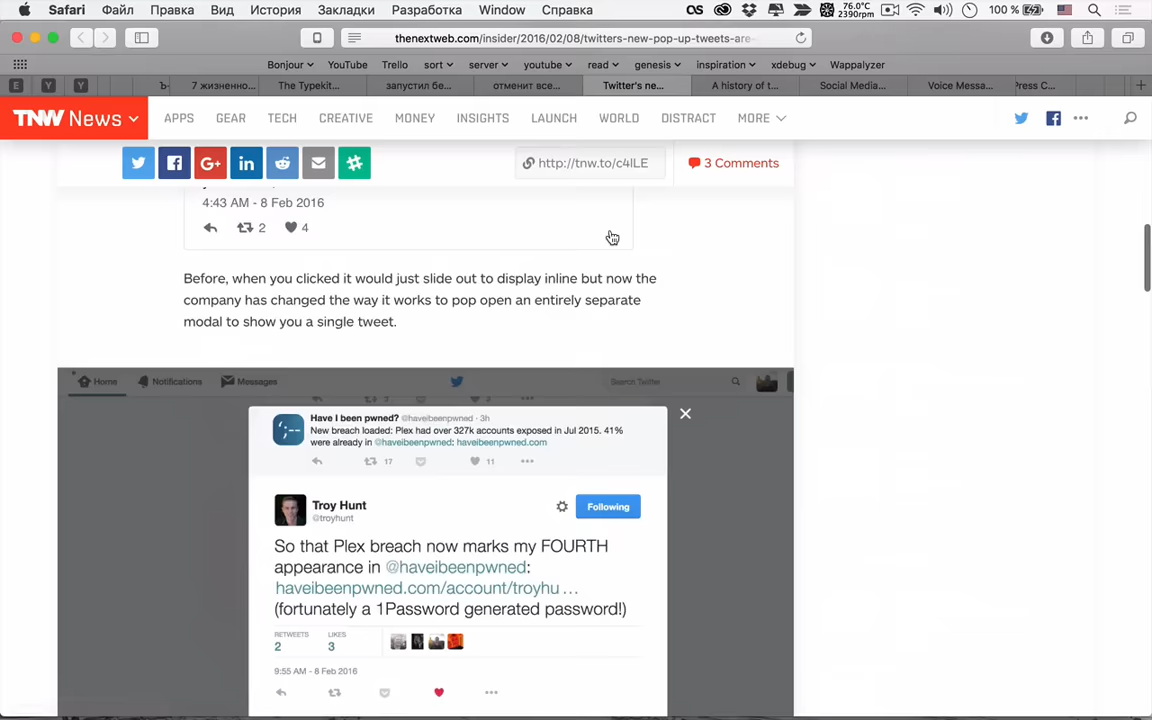 Safari Файл Правка Вид История Закладки Разработка Window Справка
76.0°C
2390rpm
100 %
thenextweb.com/insider/2016/02/08/twitters-new-pop-up-tweets-are-
Bonjour YouTube Trello sort server youtube read genesis inspiration xdebug Wappalyzer
E Y Y Ъ- 7 жизненно... The Typekit... запустил бе... отменит все... Twitter's ne... A history of t... Social Media... Voice Messa... Press C...
TNW News APPS GEAR TECH CREATIVE MONEY INSIGHTS LAUNCH WORLD DISTRACT MORE
http://tnw.to/c4lLE 3 Comments
4:43 AM - 8 Feb 2016
2 4
Before, when you clicked it would just slide out to display inline but now the
company has changed the way it works to pop open an entirely separate
modal to show you a single tweet.
Home Notifications Messages Search Twitter
Have I been pwned? @haveibeenpwned · 3h
New breach loaded: Plex had over 327k accounts exposed in Jul 2015. 41%
were already in @haveibeenpwned: haveibeenpwned.com
17 11
Troy Hunt
@troyhunt
Following
So that Plex breach now marks my FOURTH
appearance in @haveibeenpwned:
haveibeenpwned.com/account/troyhu ...
(fortunately a 1Password generated password!)
RETWEETS LIKES
2 3
9:55 AM - 8 Feb 2016